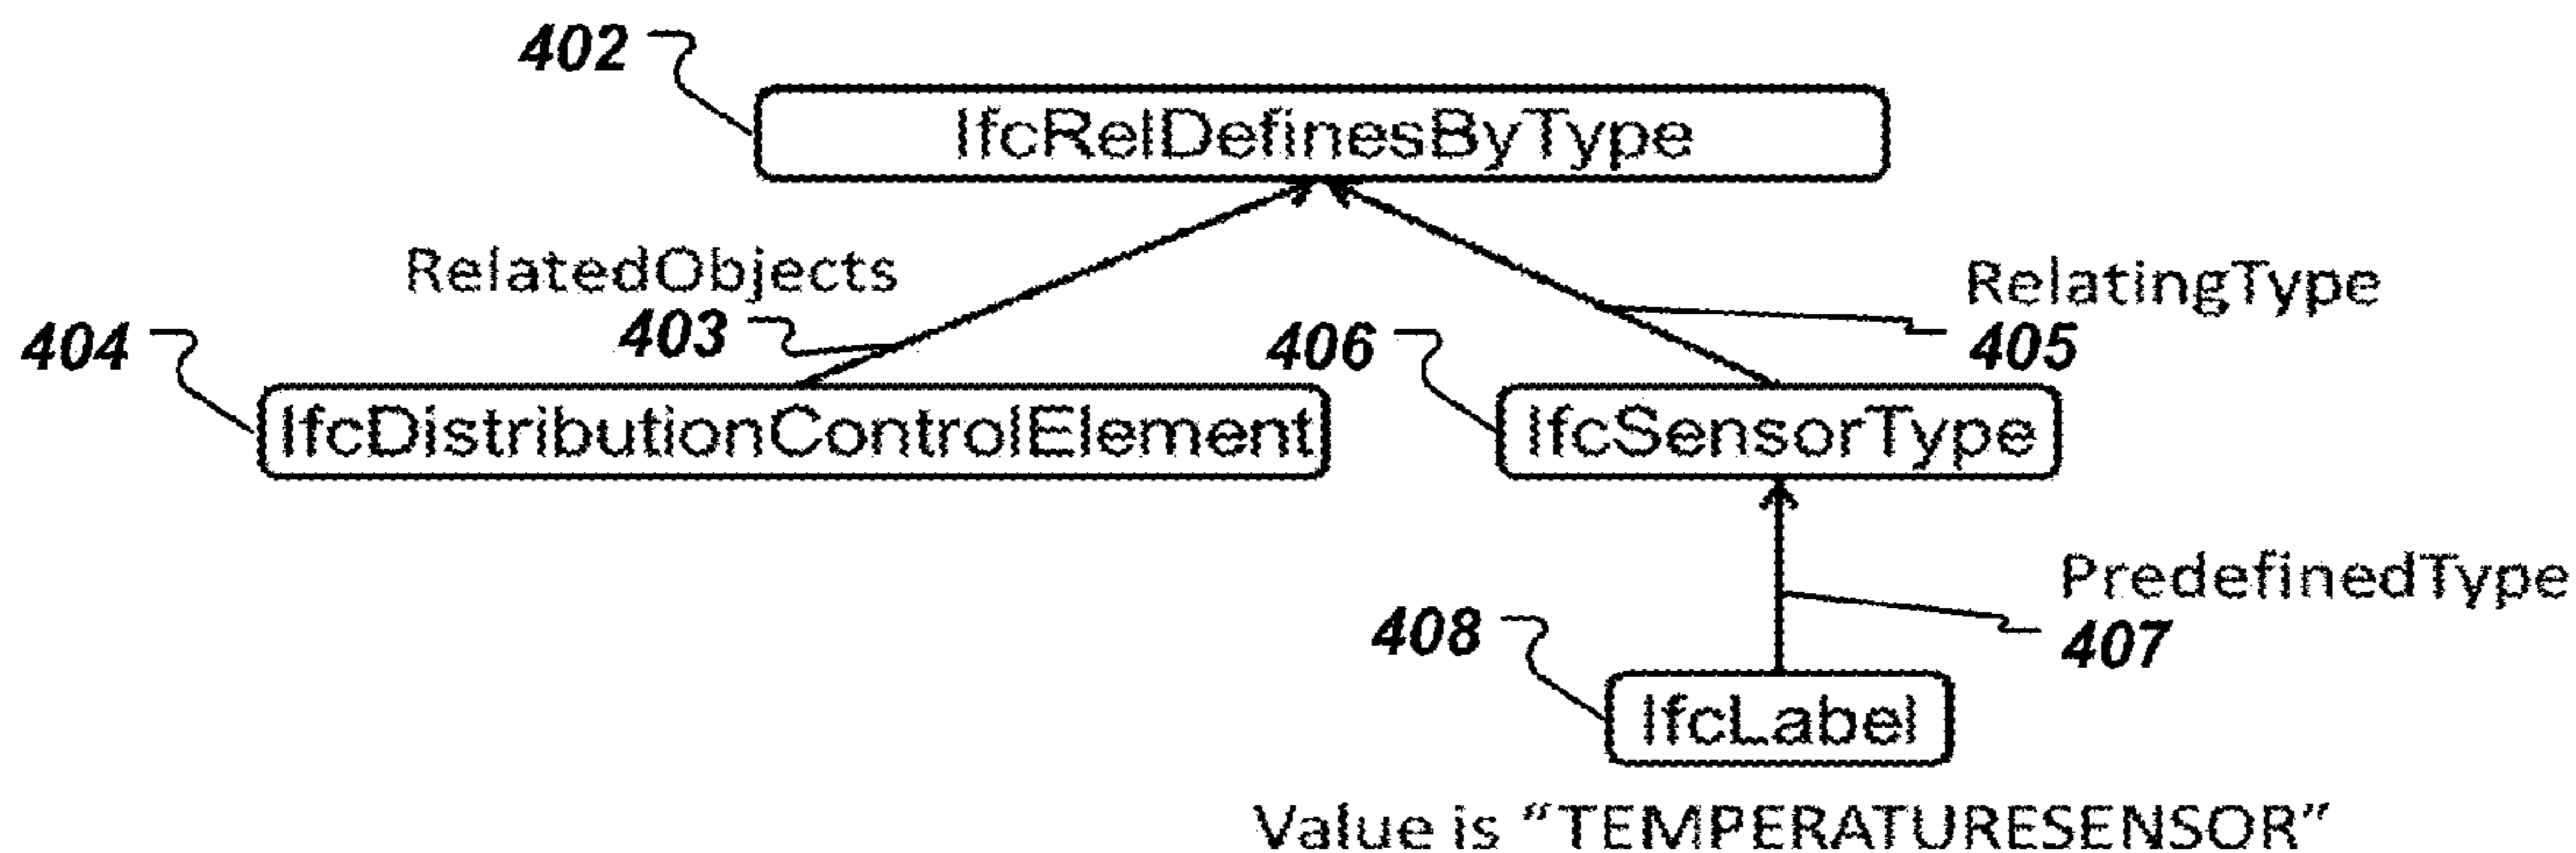 402
IfcRelDefinesByType
RelatedObjects
403
RelatingType
405
404
IfcDistributionControlElement
406
IfcSensorType
PredefinedType
407
408
IfcLabel
Value is “TEMPERATURESENSOR”